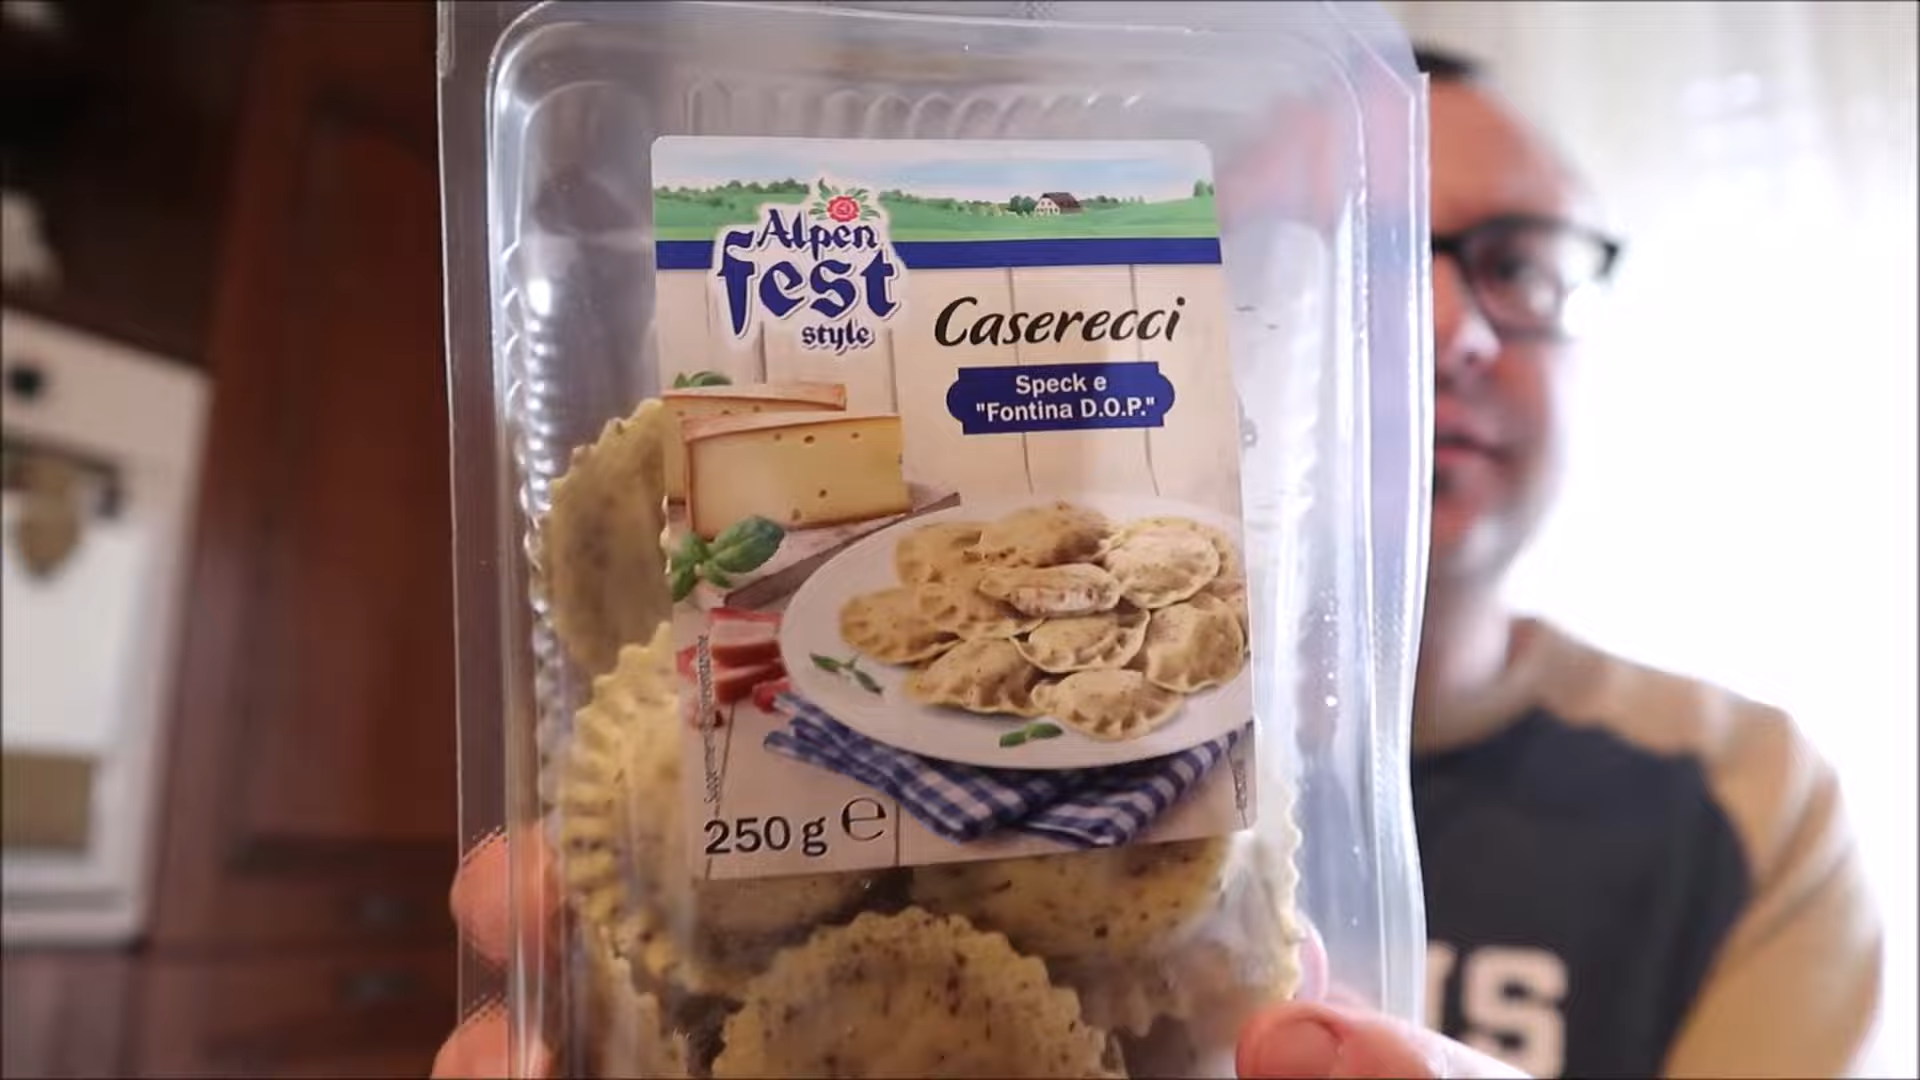 Alpen
fest
style
Caserecci
Speck e
"Fontina D.O.P."
250 g ℮